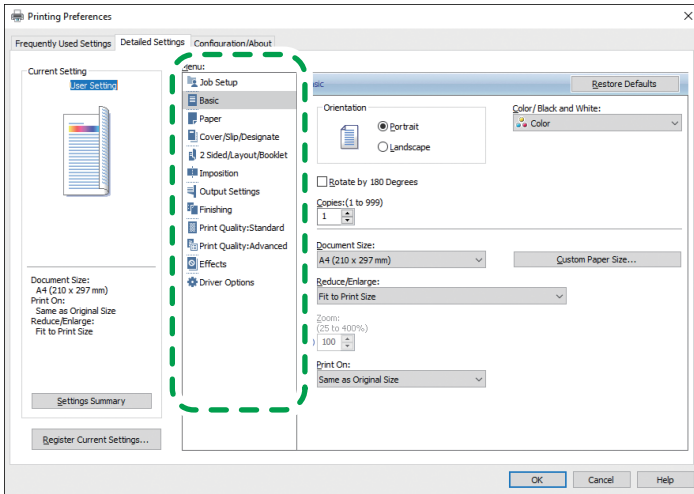 Printing Preferences
Frequently Used Settings Detailed Settings Configuration/About
Current Setting
User Setting
Document Size:
A4 (210 x 297 mm)
Print On:
Same as Original Size
Reduce/Enlarge:
Fit to Print Size
Settings Summary
Register Current Settings...
Menu:
Job Setup
Basic
Paper
Cover/Slip/Designate
2 Sided/Layout/Booklet
Imposition
Output Settings
Finishing
Print Quality:Standard
Print Quality:Advanced
Effects
Driver Options
Restore Defaults
Orientation
Portrait
Landscape
Color/ Black and White:
Color
Rotate by 180 Degrees
Copies:(1 to 999)
1
Document Size:
A4 (210 x 297 mm)
Custom Paper Size...
Reduce/Enlarge:
Fit to Print Size
Zoom:
(25 to 400%)
100
Print On:
Same as Original Size
OK Cancel Help